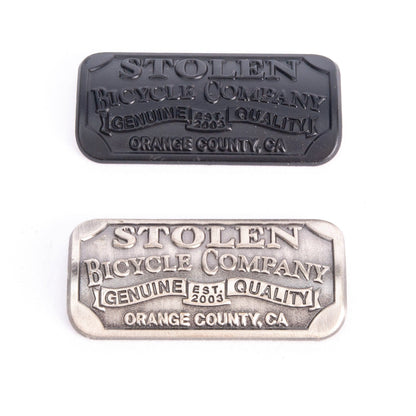 STOLEN
BICYCLE COMPANY
GENUINE EST. 2003 QUALITY
ORANGE COUNTY, CA
STOLEN
BICYCLE COMPANY
GENUINE EST. 2003 QUALITY
ORANGE COUNTY, CA